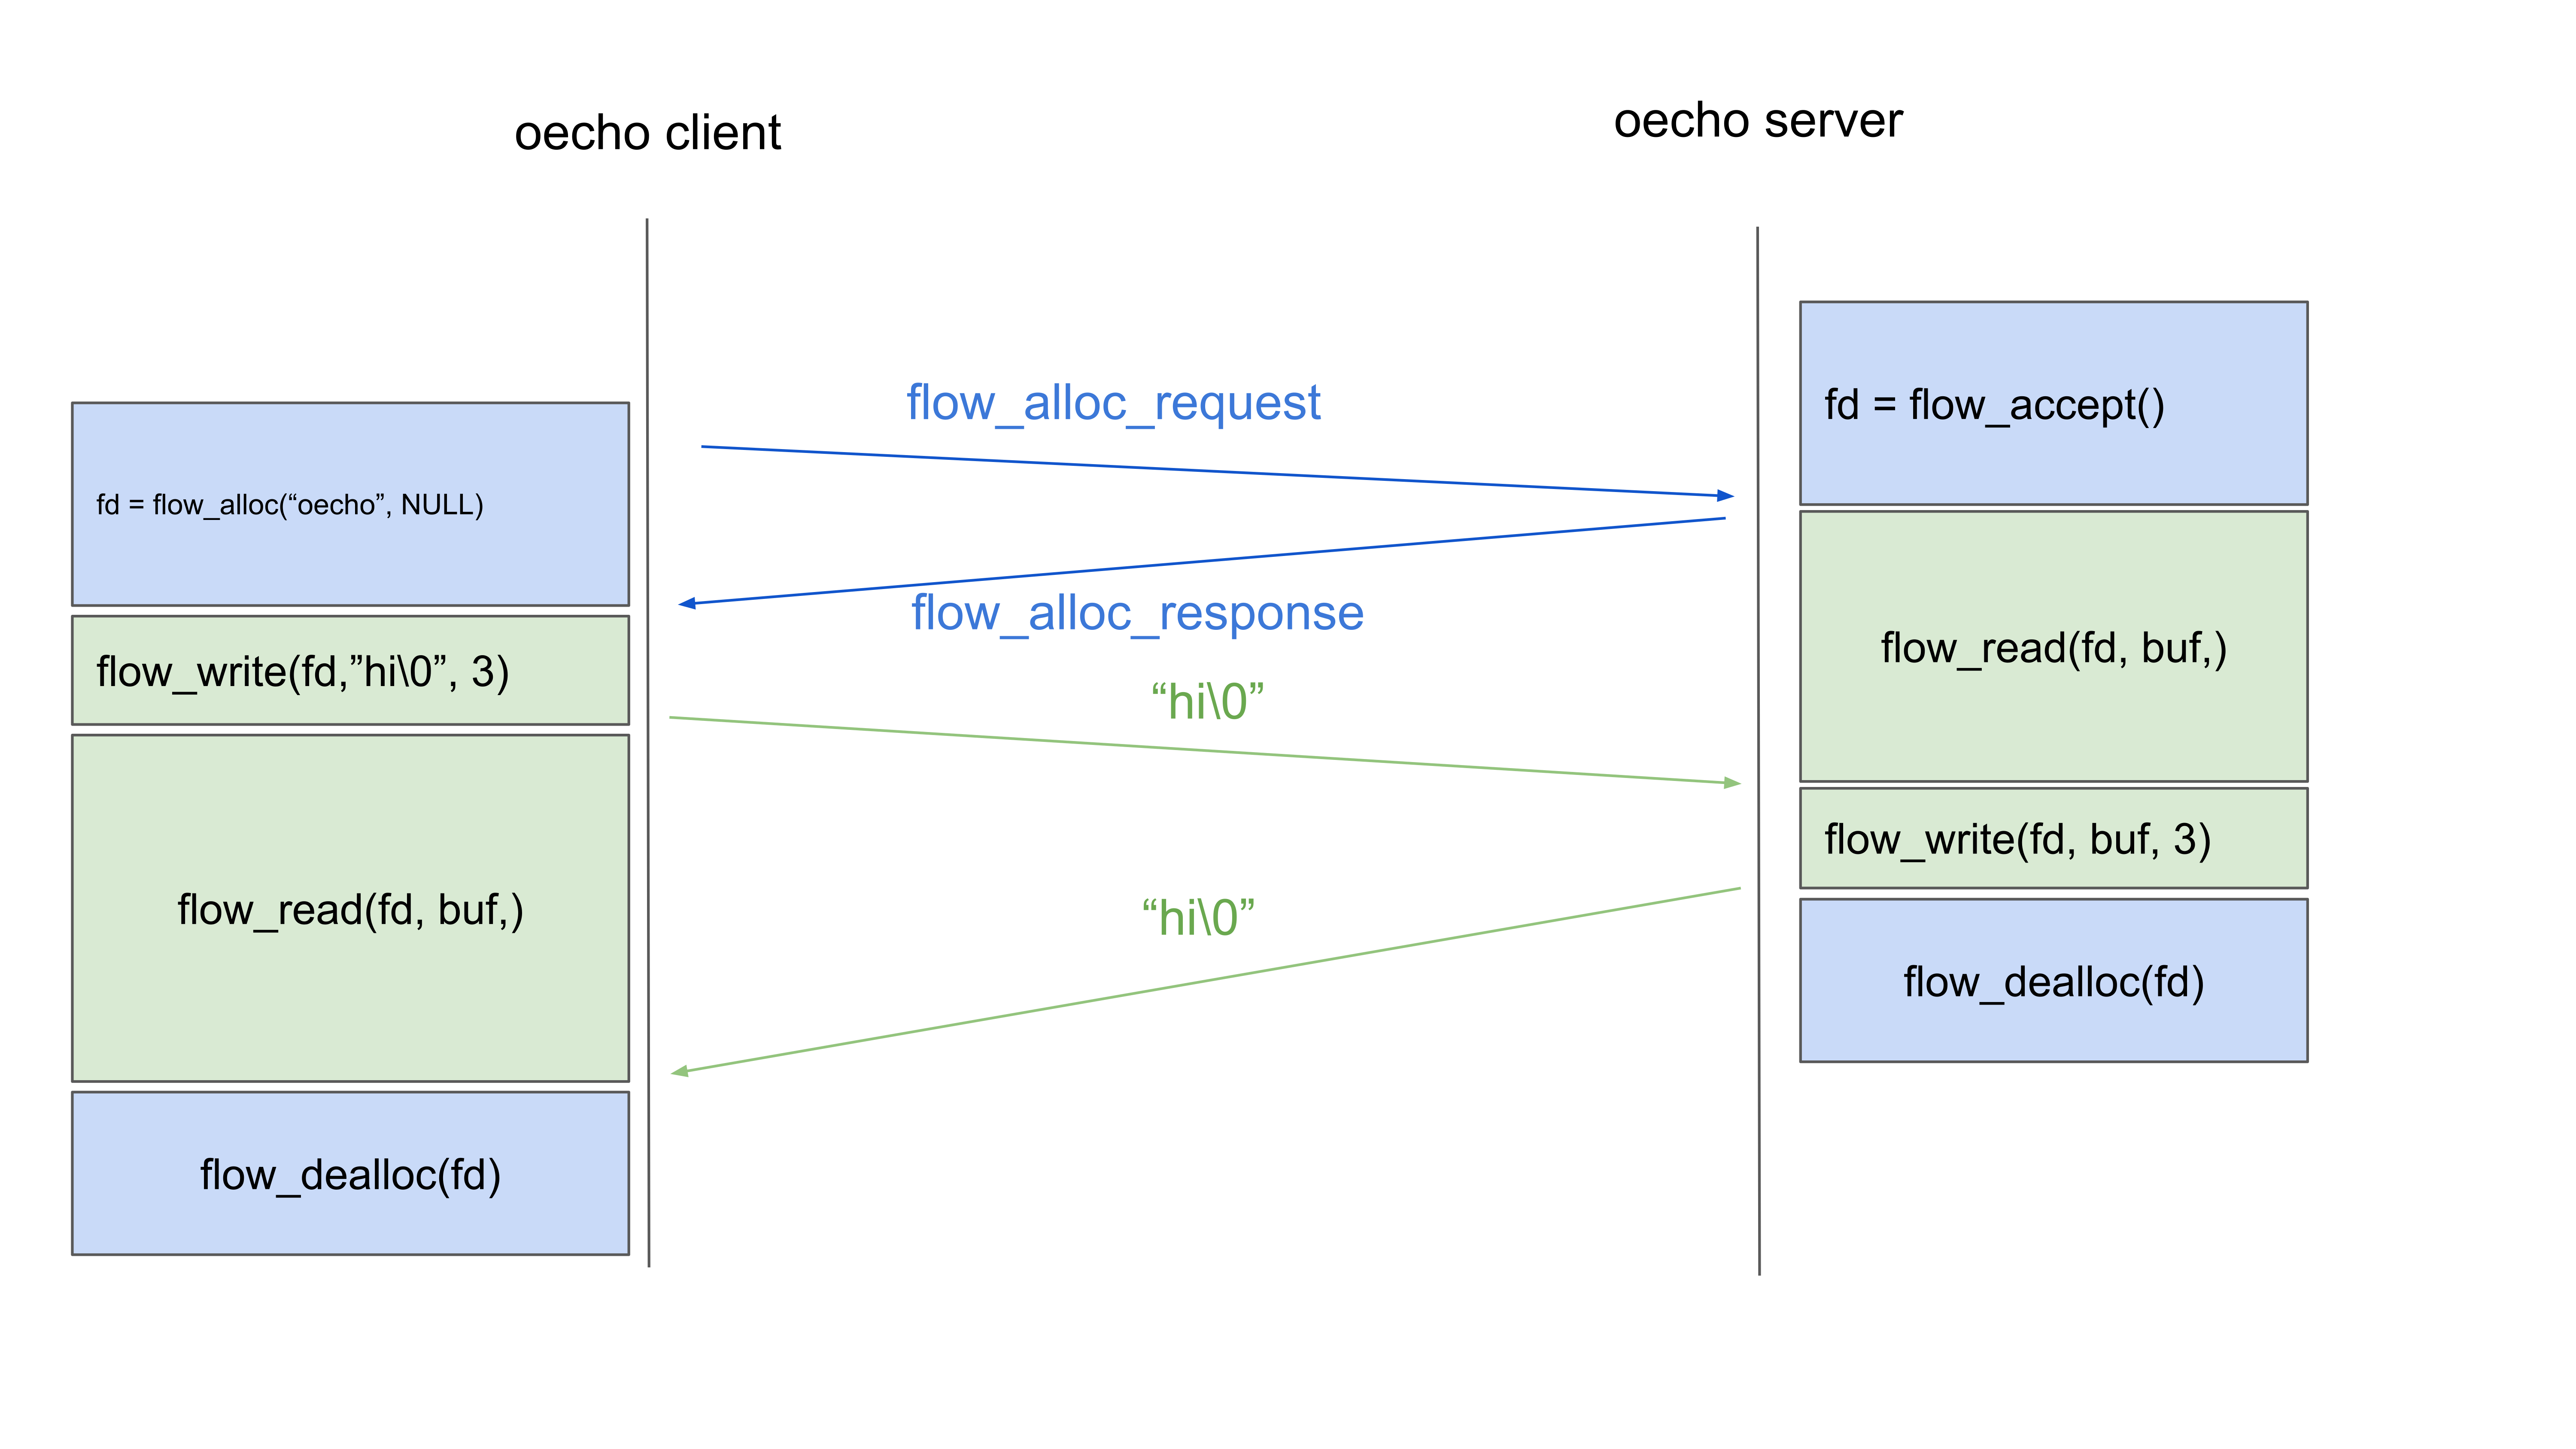 oecho client
oecho server
flow_alloc_request
fd = flow_accept()
fd = flow_alloc(“oecho”, NULL)
flow_alloc_response
flow_read(fd, buf,)
flow_write(fd,”hi\0”, 3)
“hi\0”
flow_write(fd, buf, 3)
flow_read(fd, buf,)
“hi\0”
flow_dealloc(fd)
flow_dealloc(fd)